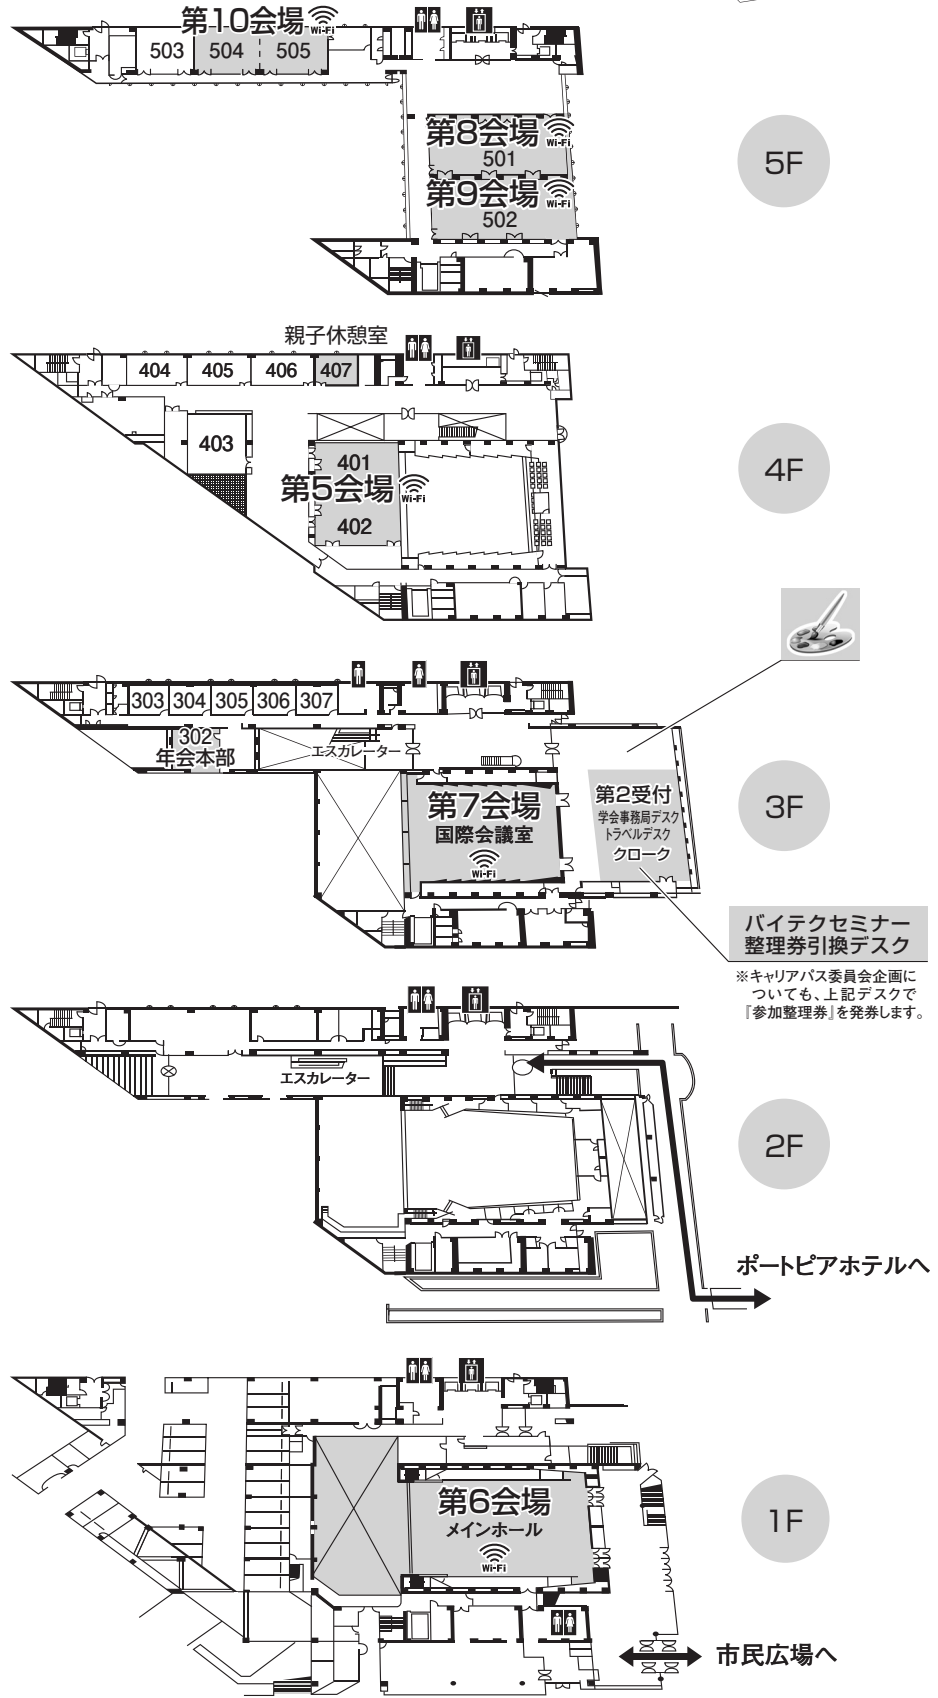 第10会場
Wi-Fi
503 504 505
第8会場
Wi-Fi
501
第9会場
Wi-Fi
502
5F
親子休憩室
404 405 406 407
403
401
第5会場
Wi-Fi
402
4F
303 304 305 306 307
302
年会本部
エスカレーター
第7会場
国際会議室
Wi-Fi
第2受付
学会事務局デスク
トラベルデスク
クローク
3F
バイテクセミナー
整理券引換デスク
※キャリアパス委員会企画に
ついても、上記デスクで
『参加整理券』を発券します。
エスカレーター
2F
ポートピアホテルへ
第6会場
メインホール
Wi-Fi
1F
市民広場へ